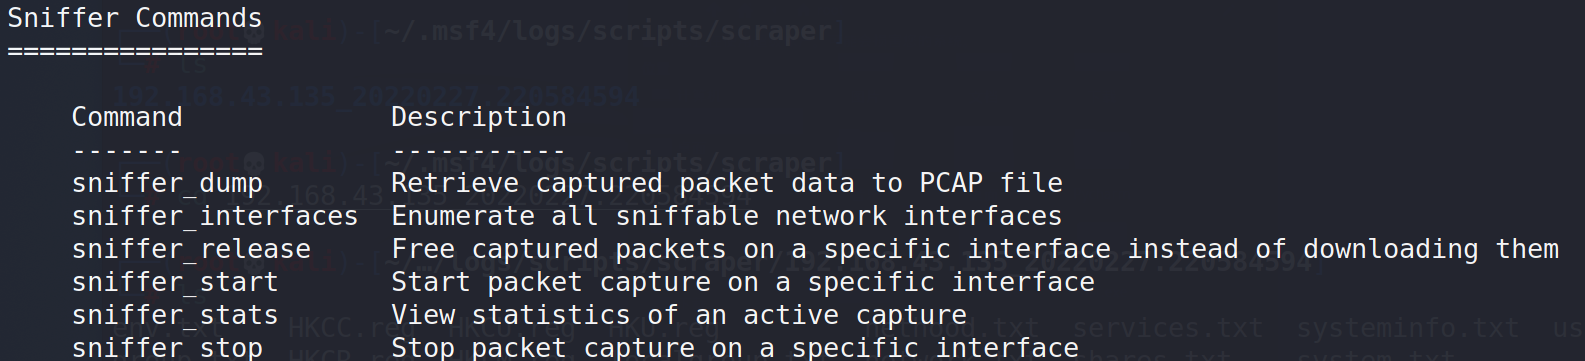 Sniffer Commands
================
Command Description
------- -----------
sniffer_dump Retrieve captured packet data to PCAP file
sniffer_interfaces Enumerate all sniffable network interfaces
sniffer_release Free captured packets on a specific interface instead of downloading them
sniffer_start Start packet capture on a specific interface
sniffer_stats View statistics of an active capture
sniffer_stop Stop packet capture on a specific interface